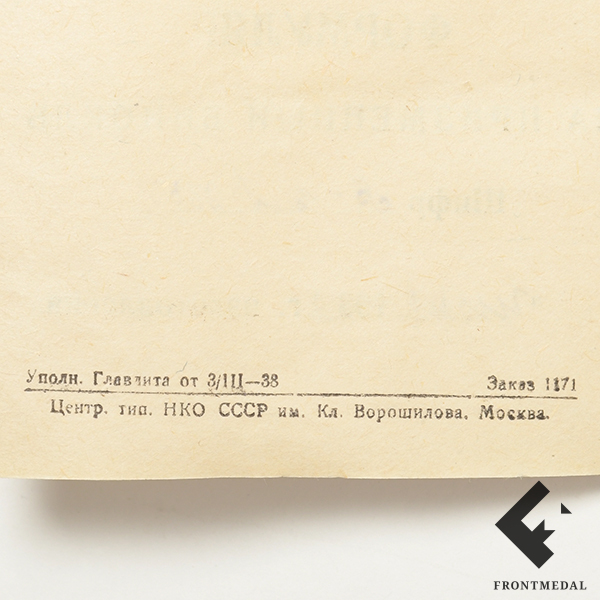 Уполн. Главлита от 3/III—38 Заказ 1171
Центр. тип. НКО СССР им. Кл. Ворошилова. Москва.
FRONTMEDAL